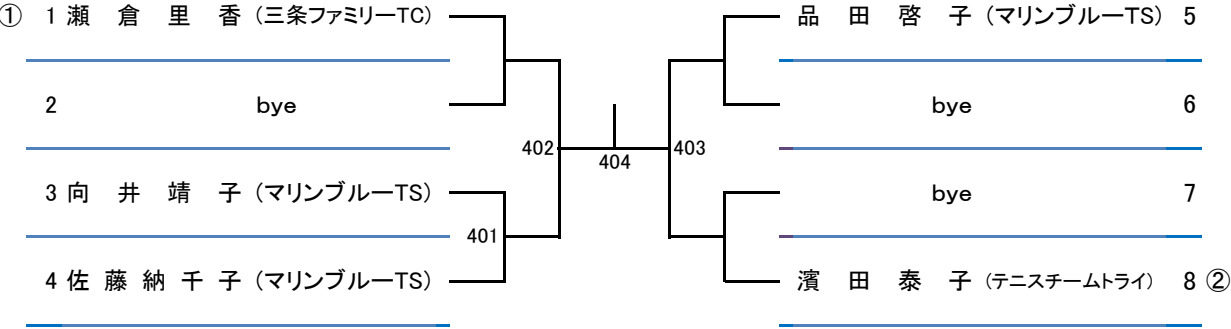 ① 1 瀬 倉 里 香 (三条ファミリーTC)
2 bye
3 向 井 靖 子 (マリンブルーTS)
4 佐 藤 納 千 子 (マリンブルーTS)
401
402
404
403
品 田 啓 子 (マリンブルーTS) 5
bye 6
bye 7
濱 田 泰 子 (テニスチームトライ) 8 ②